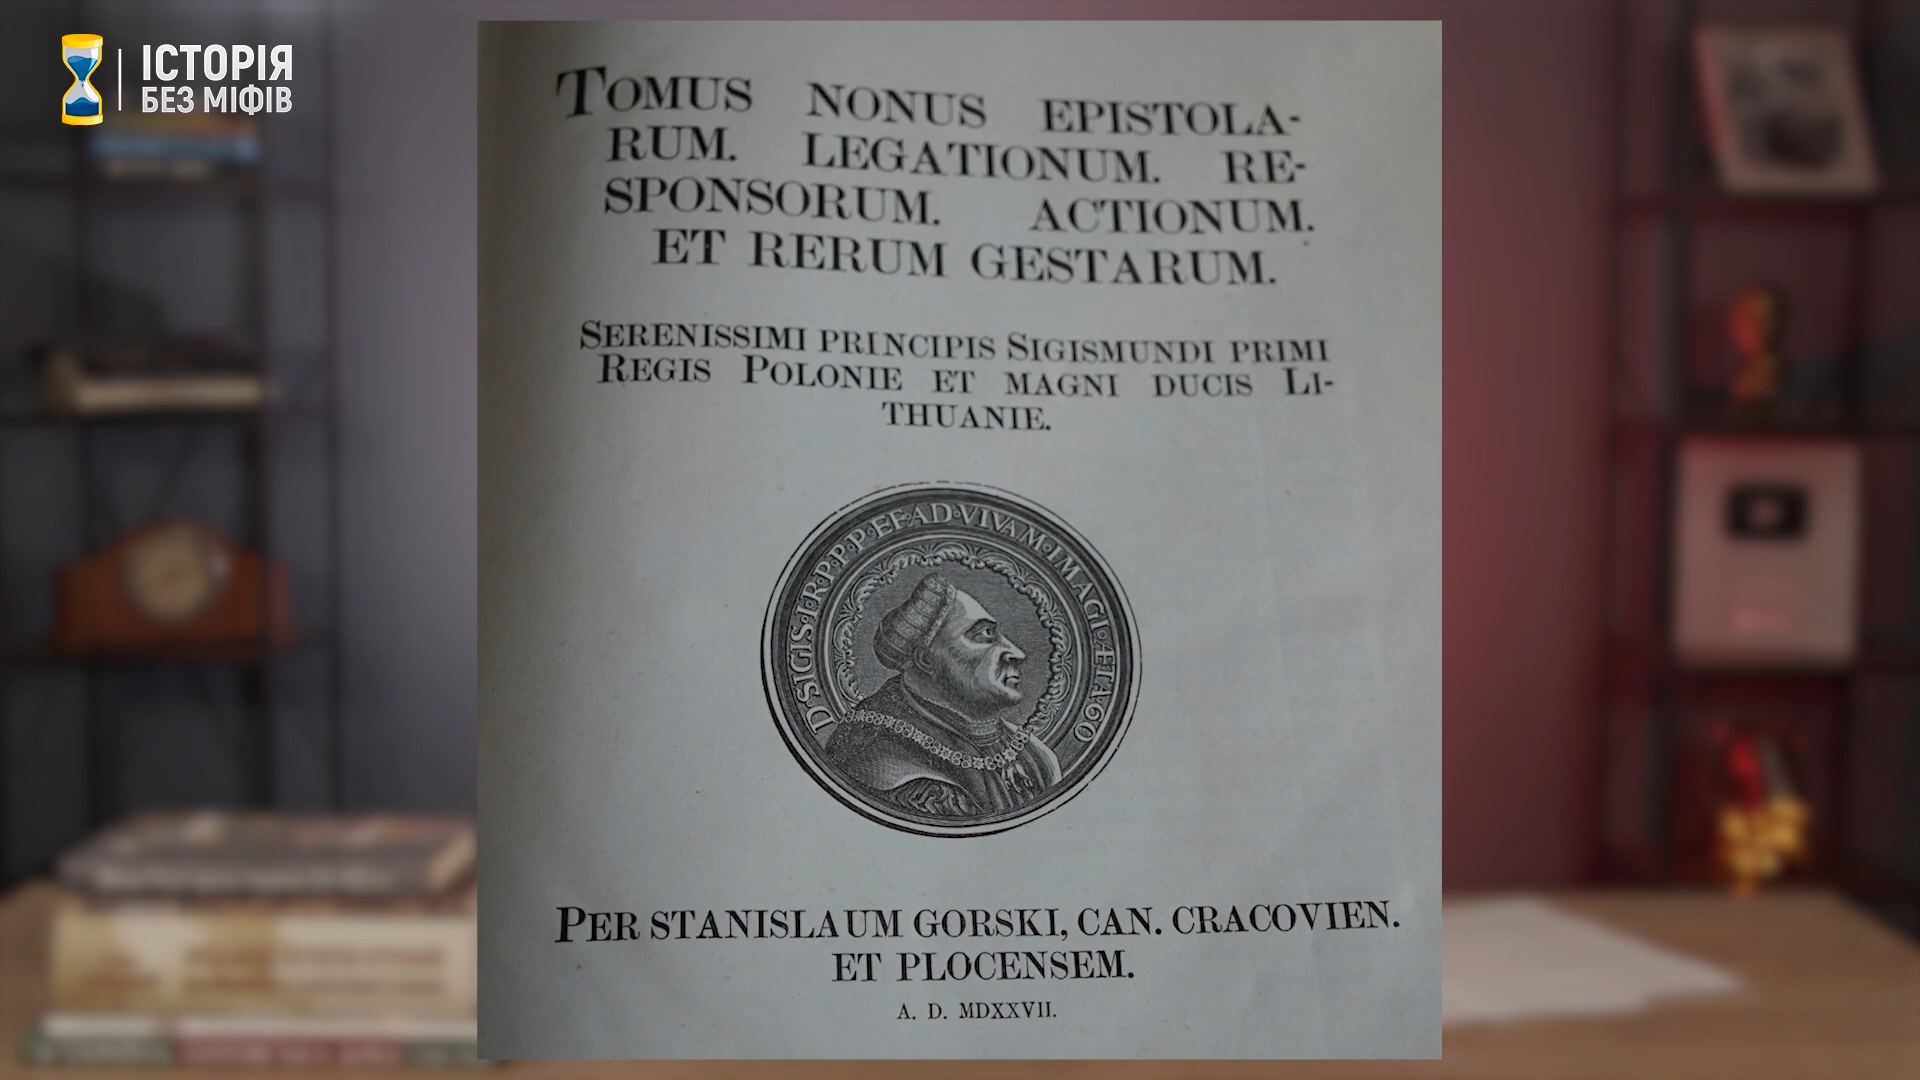 ІСТОРІЯ
БЕЗ МІФІВ
TOMUS NONUS EPISTOLA-
RUM. LEGATIONUM. RE-
SPONSORUM. ACTIONUM.
ET RERUM GESTARUM.
SERENISSIMI PRINCIPIS SIGISMUNDI PRIMI
REGIS POLONIE ET MAGNI DUCIS LI-
THUANIE.
D·SIGIS·I·R·P·P·P·EF·AD·VIVAM·IMAGI·ÆTA·60
PER STANISLAUM GORSKI, CAN. CRACOVIEN.
ET PLOCENSEM.
A. D. MDXXVII.